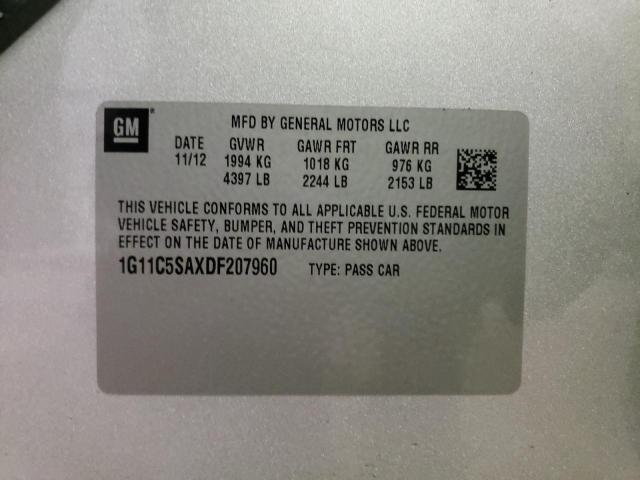 GM ®
MFD BY GENERAL MOTORS LLC
DATE GVWR GAWR FRT GAWR RR
11/12 1994 KG 1018 KG 976 KG
4397 LB 2244 LB 2153 LB
THIS VEHICLE CONFORMS TO ALL APPLICABLE U.S. FEDERAL MOTOR
VEHICLE SAFETY, BUMPER, AND THEFT PREVENTION STANDARDS IN
EFFECT ON THE DATE OF MANUFACTURE SHOWN ABOVE.
1G11C5SAXDF207960 TYPE: PASS CAR